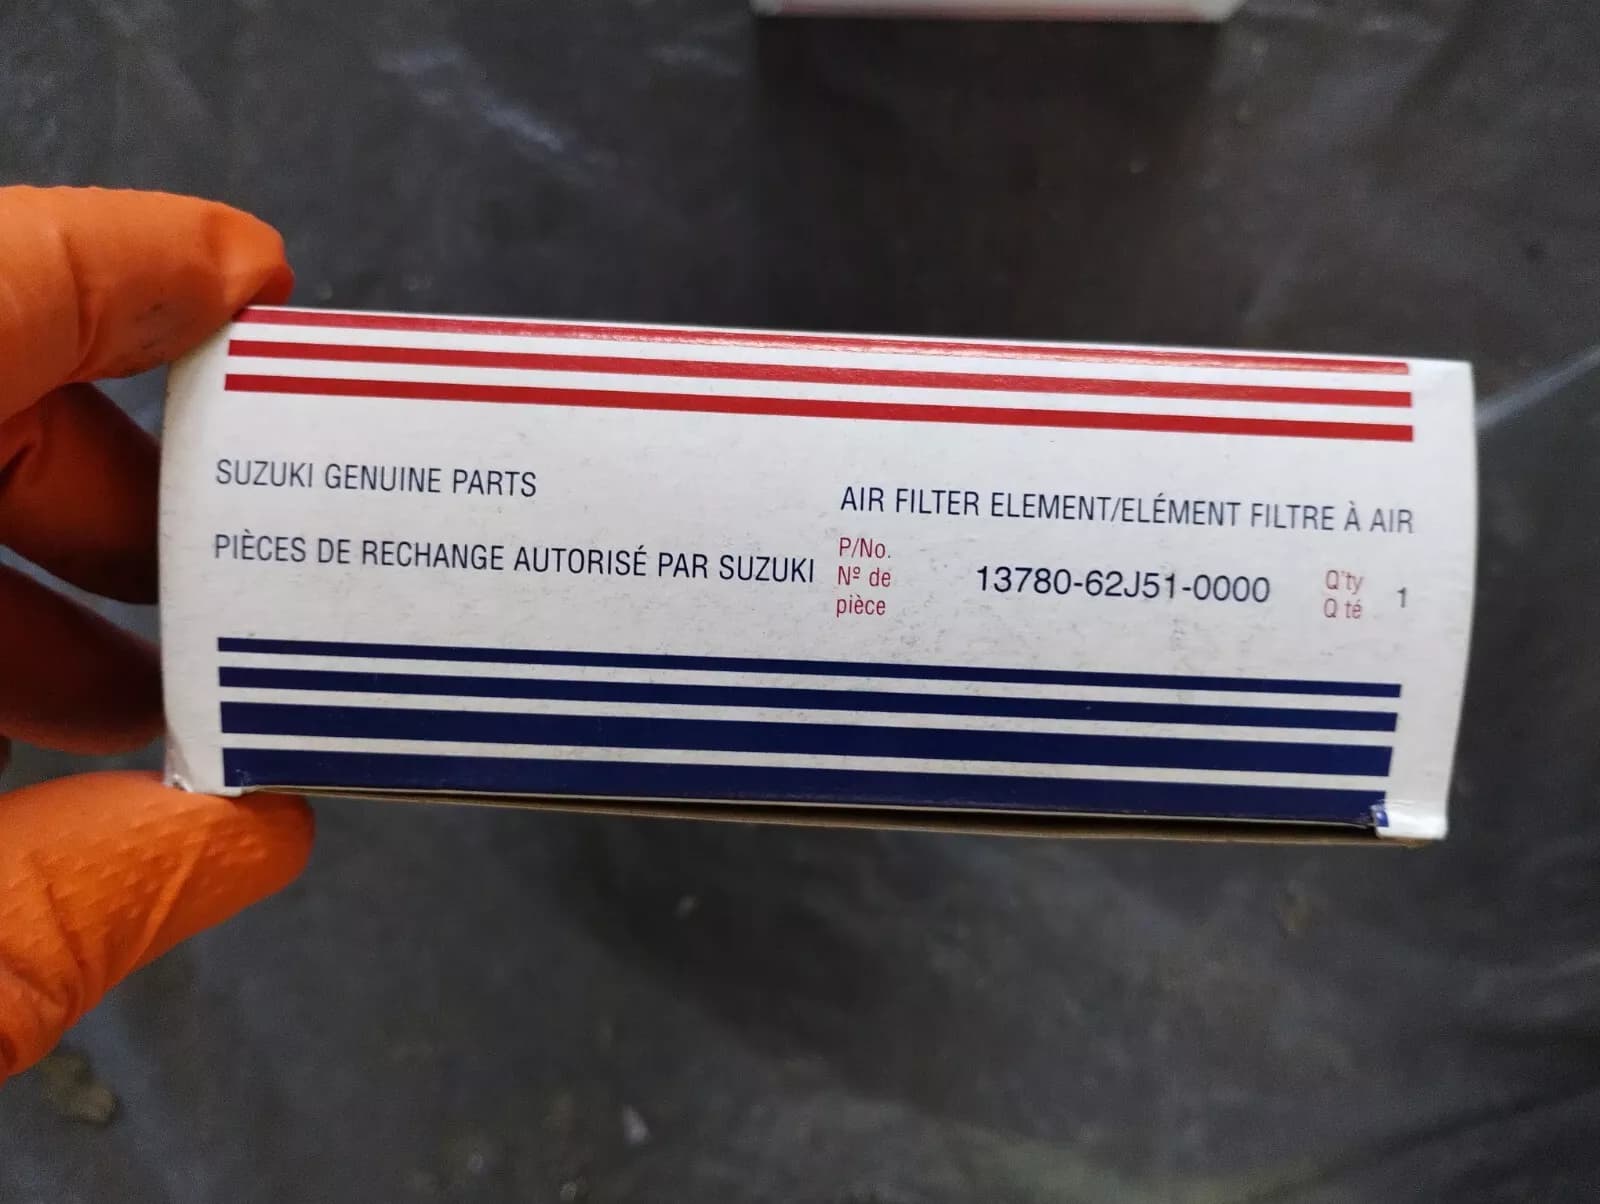 SUZUKI GENUINE PARTS
PIÈCES DE RECHANGE AUTORISÉ PAR SUZUKI
AIR FILTER ELEMENT/ELÉMENT FILTRE À AIR
P/No.
Nº de
pièce
13780-62J51-0000
Q'ty
Q té
1